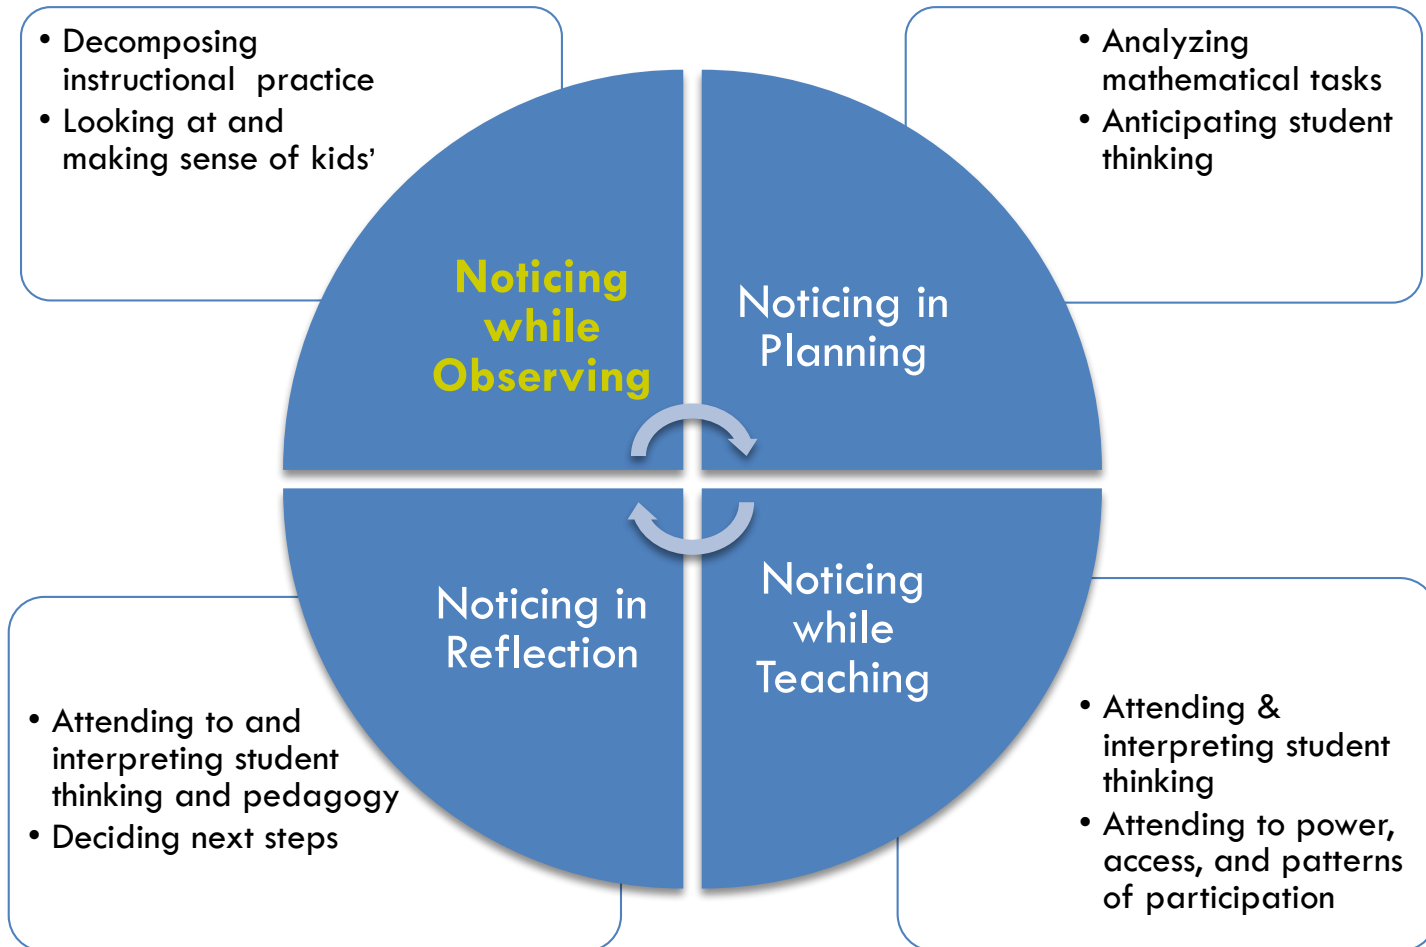 • Decomposing
instructional practice
• Looking at and
making sense of kids'
• Analyzing
mathematical tasks
• Anticipating student
thinking
Noticing
while
Observing
Noticing in
Planning
Noticing in
Reflection
Noticing
while
Teaching
• Attending to and
interpreting student
thinking and pedagogy
• Deciding next steps
• Attending &
interpreting student
thinking
• Attending to power,
access, and patterns
of participation